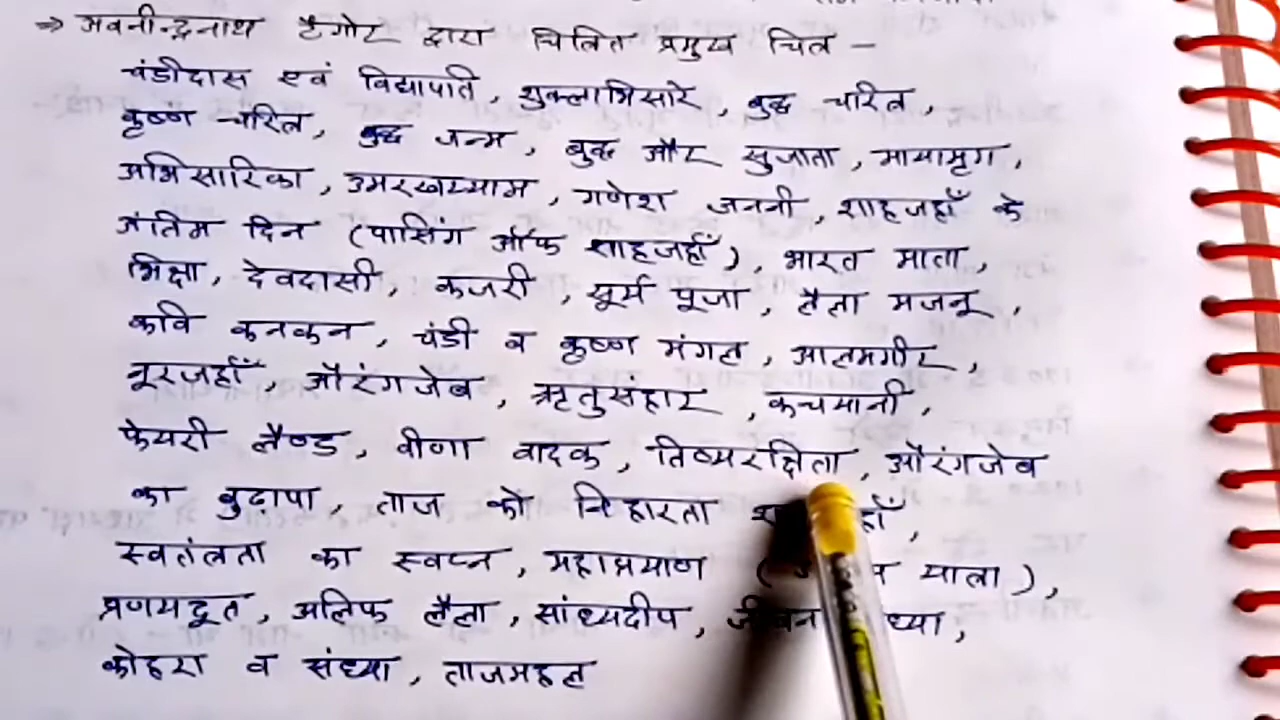 ⇒ अवनीन्द्रनाथ टैगोर द्वारा चित्रित प्रमुख चित्र –
चंडीदास एवं विद्यापति, शुक्लाभिसारे, बुद्ध चरित्र,
कृष्ण चरित्र, बुद्ध जन्म, बुद्ध और सुजाता, मायामृग,
अभिसारिका, उमरखय्याम, गणेश जननी, शाहजहाँ के
अंतिम दिन (पासिंग ऑफ शाहजहाँ), भारत माता,
भिक्षा, देवदासी, कजरी, सूर्य पूजा, लैला मजनू,
कवि कनकन, चंडी व कृष्ण मंगल, आलमगीर,
नूरजहाँ, औरंगजेब, ऋतुसंहार, कचमानी,
फेयरी लैण्ड, वीणा वादक, तिष्यरक्षिता, औरंगजेब
का बुढ़ापा, ताज को निहारता
स्वतंत्रता का स्वप्न, महाप्रयाण ( यात्रा),
प्रणयदूत, अलिफ लैला, सांध्यदीप,
कोहरा व संध्या, ताजमहल